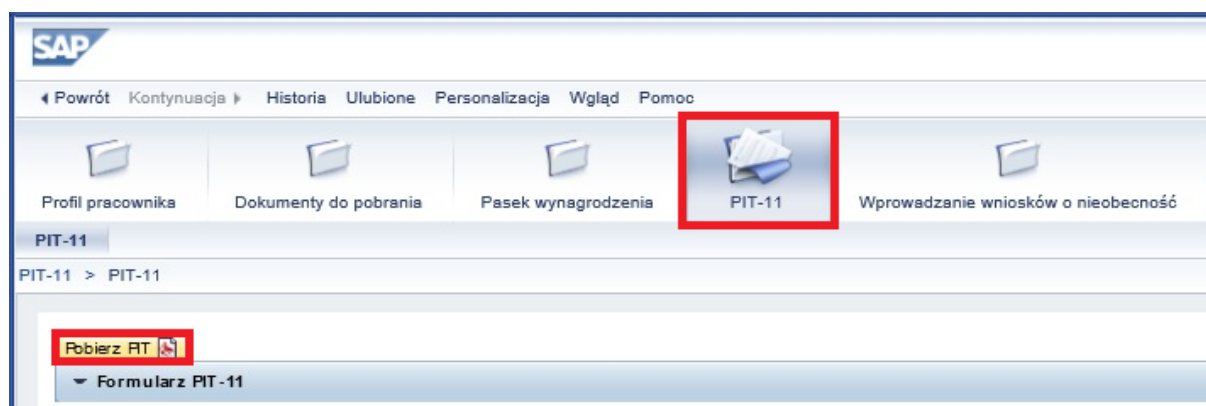 SAP
Powrót Kontynuacja Historia Ulubione Personalizacja Wgląd Pomoc
Profil pracownika Dokumenty do pobrania Pasek wynagrodzenia PIT-11 Wprowadzanie wniosków o nieobecność
PIT-11
PIT-11 > PIT-11
Pobierz PIT
Formularz PIT-11